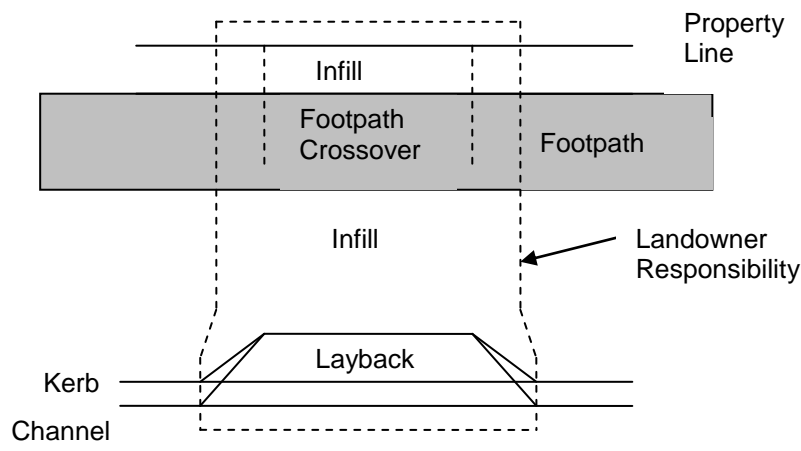 Property
Line
Infill
Footpath
Crossover
Footpath
Infill
Landowner
Responsibility
Layback
Kerb
Channel